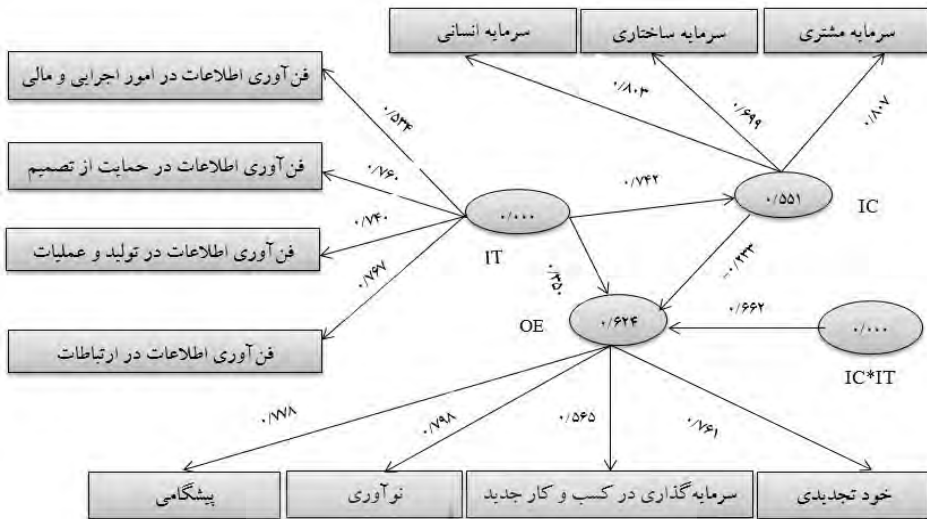 سرمایه مشتری
سرمایه ساختاری
سرمایه انسانی
فن‌آوری اطلاعات در امور اجرایی و مالی
فن‌آوری اطلاعات در حمایت از تصمیم
فن‌آوری اطلاعات در تولید و عملیات
فن‌آوری اطلاعات در ارتباطات
۰/۸۰۳
۰/۶۹۹
۰/۸۰۷
۰/۵۳۴
۰/۷۶۰
۰/۷۴۰
۰/۷۶۷
۰/۰۰۰
IT
۰/۷۴۲
۰/۵۵۱
IC
۰/۳۵۰
-۰/۲۳۳
OE
۰/۶۲۴
۰/۶۶۲
۰/۰۰۰
IC*IT
۰/۷۷۸
۰/۷۹۸
۰/۵۶۵
۰/۷۶۱
خود تجدیدی
سرمایه‌گذاری در کسب و کار جدید
نوآوری
پیشگامی